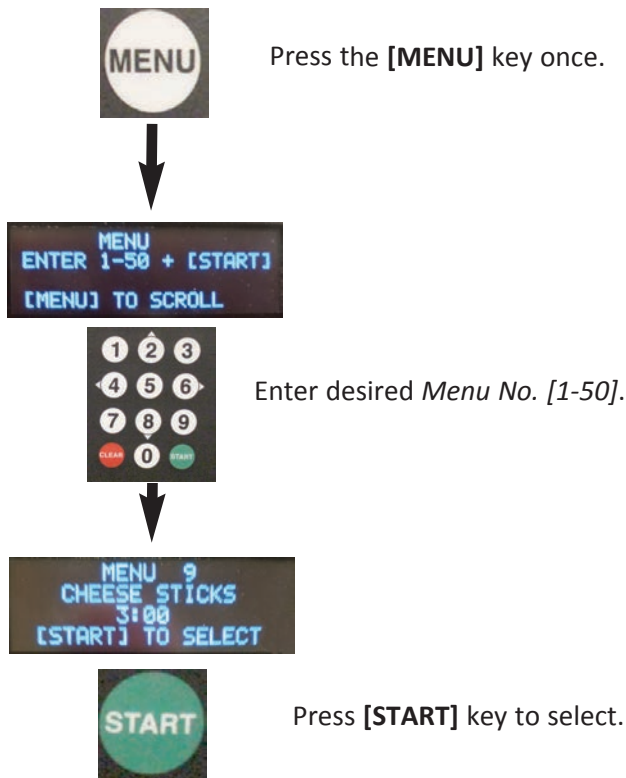 MENU
Press the [MENU] key once.
MENU
ENTER 1-50 + [START]
[MENU] TO SCROLL
1 2 3
4 5 6
7 8 9
CLEAR 0 START
Enter desired Menu No. [1-50].
MENU 9
CHEESE STICKS
3:00
[START] TO SELECT
START
Press [START] key to select.